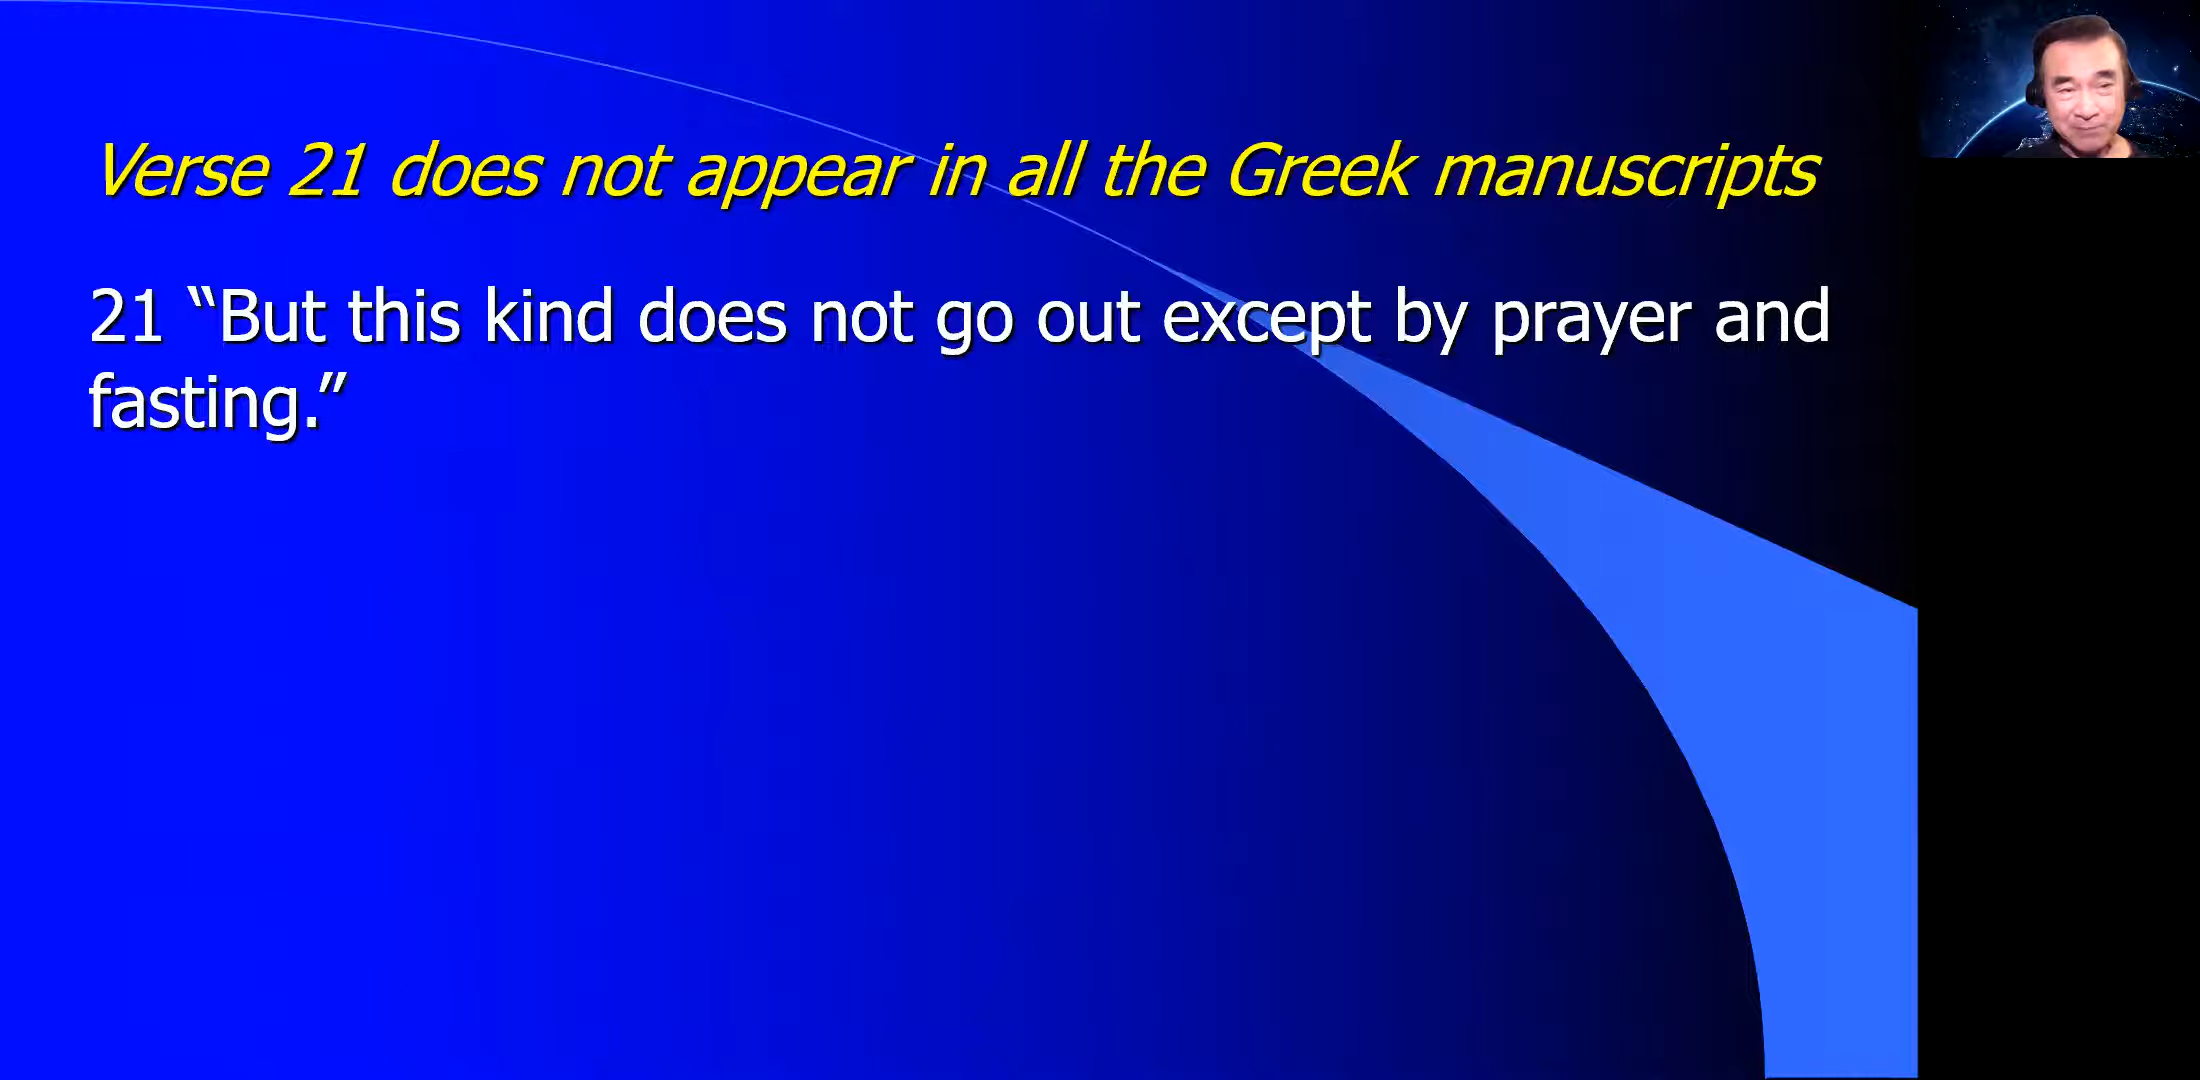 Verse 21 does not appear in all the Greek manuscripts
21 “But this kind does not go out except by prayer and
fasting.”